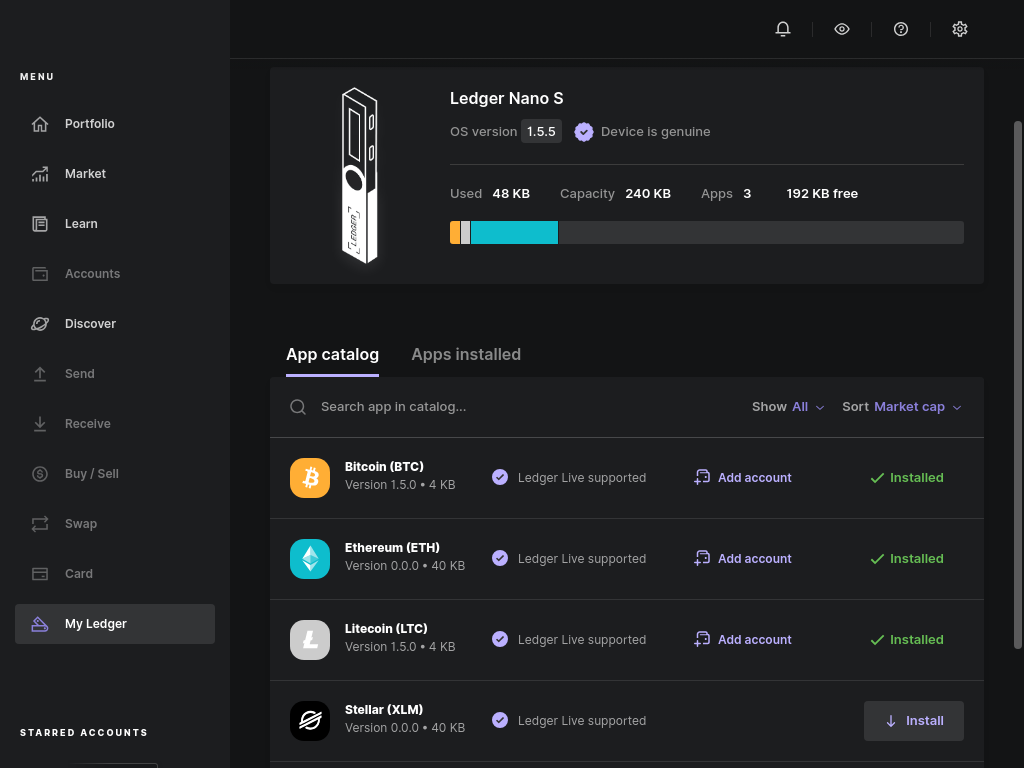 MENU
Portfolio
Market
Learn
Accounts
Discover
Send
Receive
Buy / Sell
Swap
Card
My Ledger
STARRED ACCOUNTS
LEDGER
Ledger Nano S
OS version 1.5.5 Device is genuine
Used 48 KB Capacity 240 KB Apps 3 192 KB free
App catalog Apps installed
Search app in catalog... Show All Sort Market cap
Bitcoin (BTC)
Version 1.5.0 • 4 KB
Ledger Live supported
Add account
Installed
Ethereum (ETH)
Version 0.0.0 • 40 KB
Ledger Live supported
Add account
Installed
Litecoin (LTC)
Version 1.5.0 • 4 KB
Ledger Live supported
Add account
Installed
Stellar (XLM)
Version 0.0.0 • 40 KB
Ledger Live supported
Install